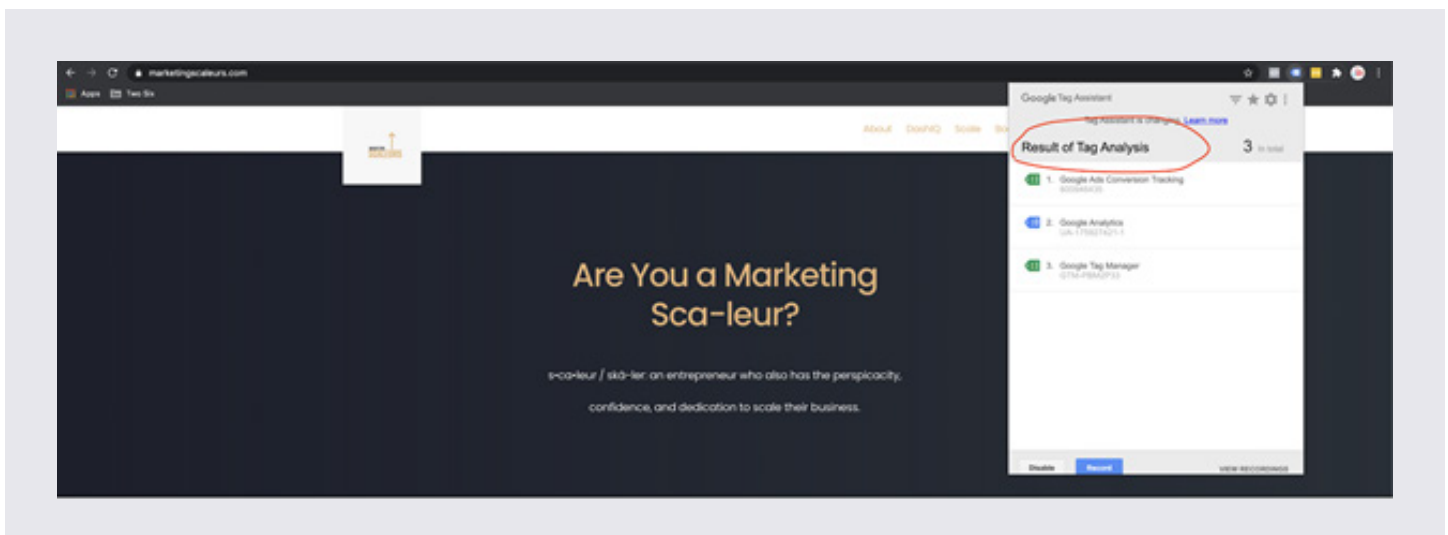 marketingscaleurs.com
Apps
Two Six
About DashIQ Scale
Google Tag Assistant
Tag Assistant is changing. Learn more
Result of Tag Analysis
3 in total
1. Google Ads Conversion Tracking
2. Google Analytics
3. Google Tag Manager
Are You a Marketing
Sca-leur?
s•ca•leur / skā-ler: an entrepreneur who also has the perspicacity,
confidence, and dedication to scale their business.
Disable
Record
VIEW RECORDINGS